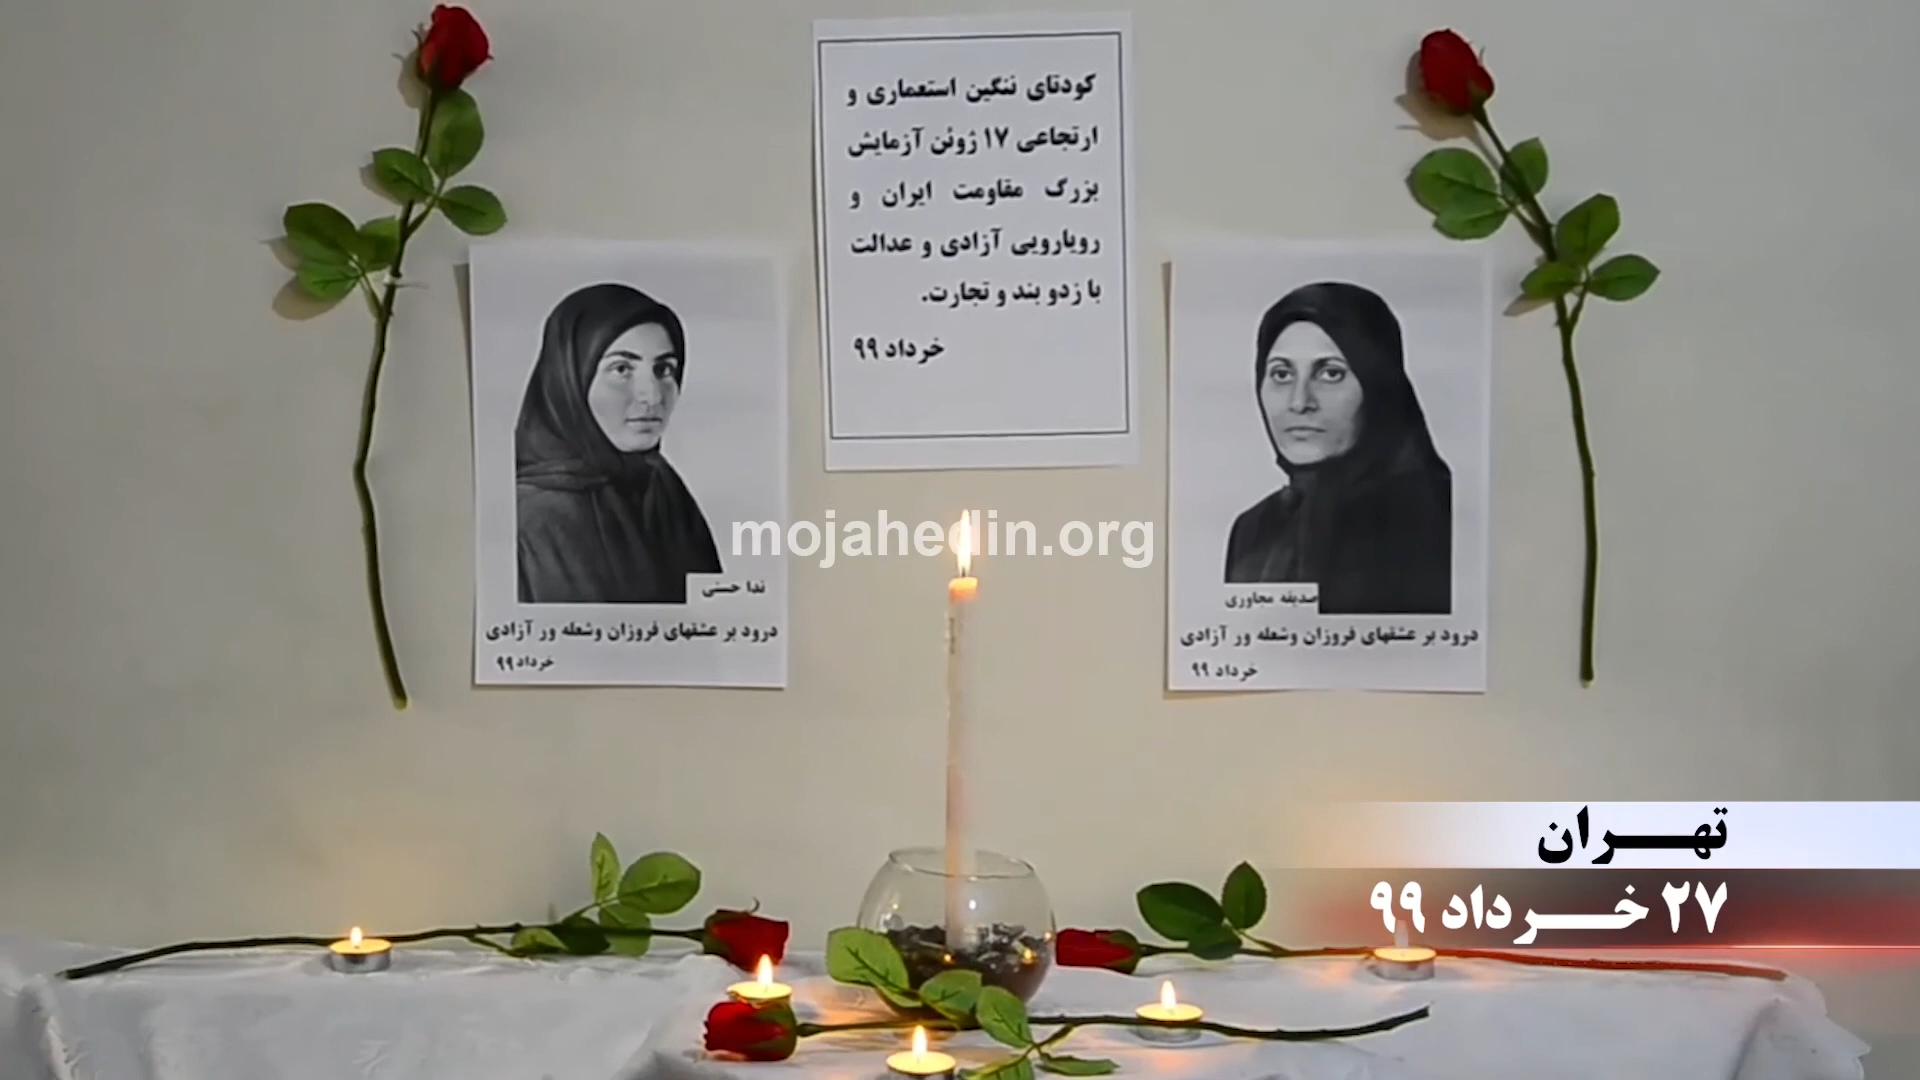 کودتای ننگین استعماری و
ارتجاعی ۱۷ ژوئن آزمایش
بزرگ مقاومت ایران و
رویارویی آزادی و عدالت
با زدو بند و تجارت.
خرداد ۹۹
صدیقه مجاوری
درود بر عشقهای فروزان وشعله ور آزادی
خرداد ۹۹
ندا حسنی
درود بر عشقهای فروزان وشعله ور آزادی
خرداد ۹۹
mojahedin.org
تهران
۲۷ خرداد ۹۹